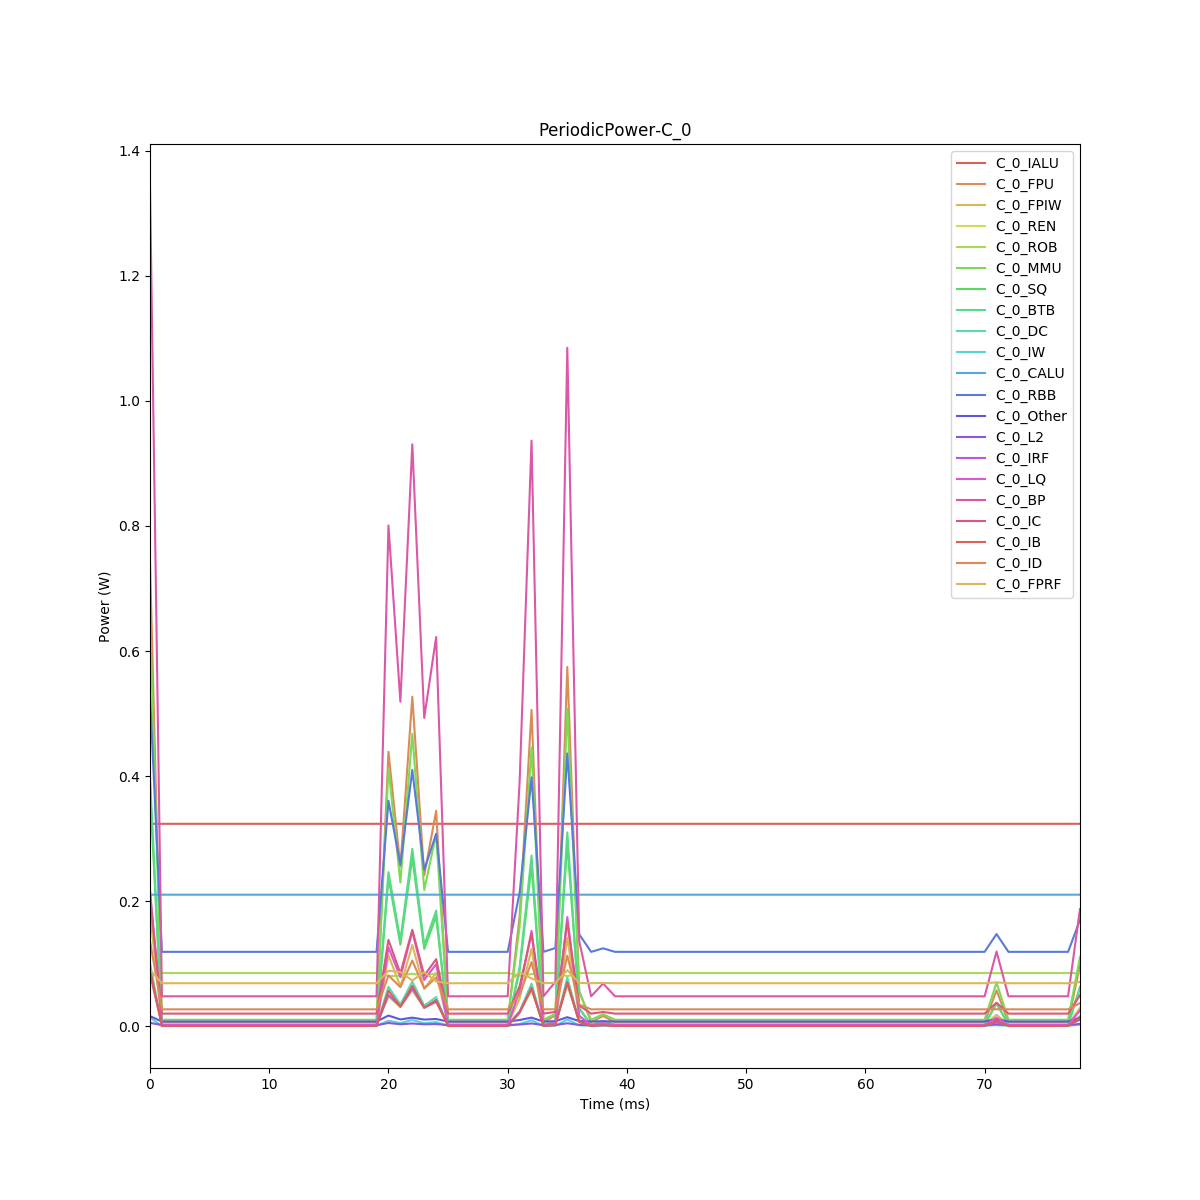 PeriodicPower-C_0
1.4
1.2
1.0
0.8
0.6
0.4
0.2
0.0
Power (W)
0 10 20 30 40 50 60 70
Time (ms)
C_0_IALU
C_0_FPU
C_0_FPIW
C_0_REN
C_0_ROB
C_0_MMU
C_0_SQ
C_0_BTB
C_0_DC
C_0_IW
C_0_CALU
C_0_RBB
C_0_Other
C_0_L2
C_0_IRF
C_0_LQ
C_0_BP
C_0_IC
C_0_IB
C_0_ID
C_0_FPRF